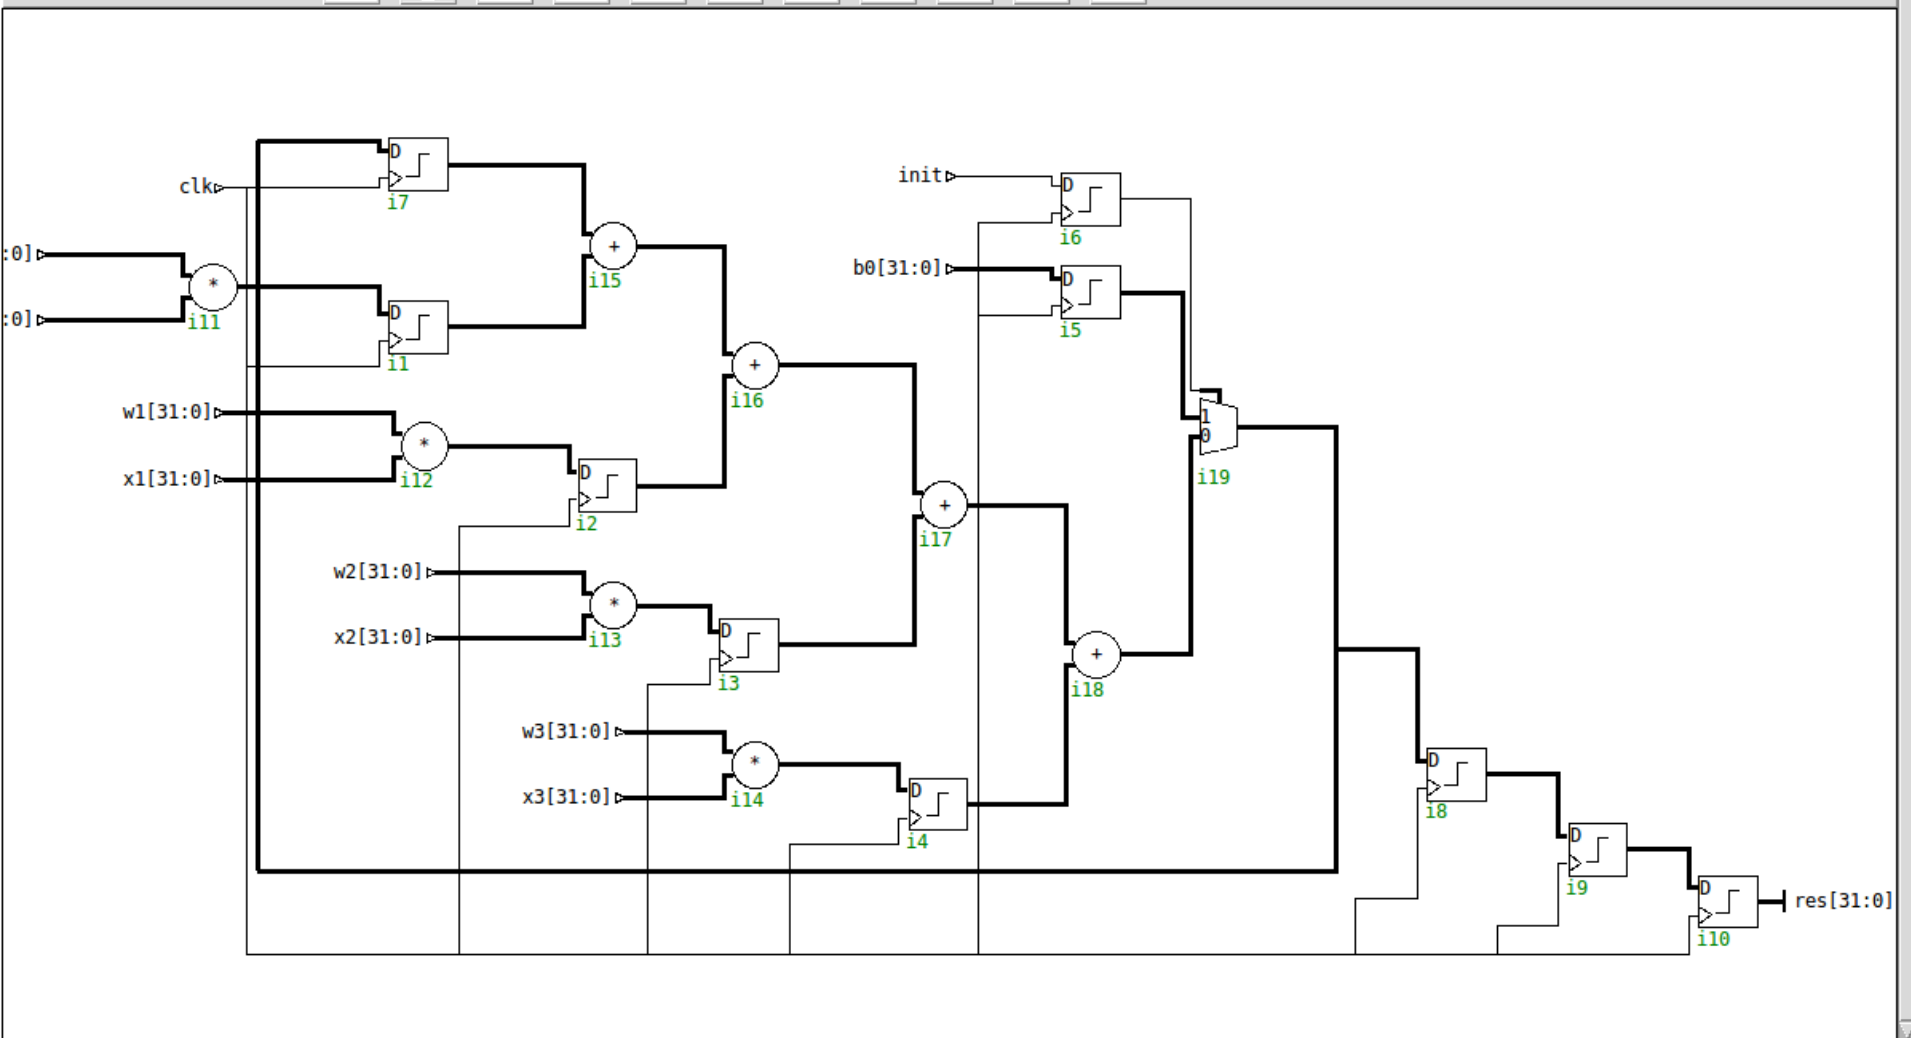 D
i7
clk
init
D
i6
:0]
+
i15
b0[31:0]
D
i5
*
i11
:0]
D
i1
+
i16
w1[31:0]
*
i12
x1[31:0]
1
0
i19
D
i2
+
i17
w2[31:0]
*
i13
x2[31:0]
D
i3
+
i18
w3[31:0]
*
i14
x3[31:0]
D
i4
D
i8
D
i9
D
i10
res[31:0]